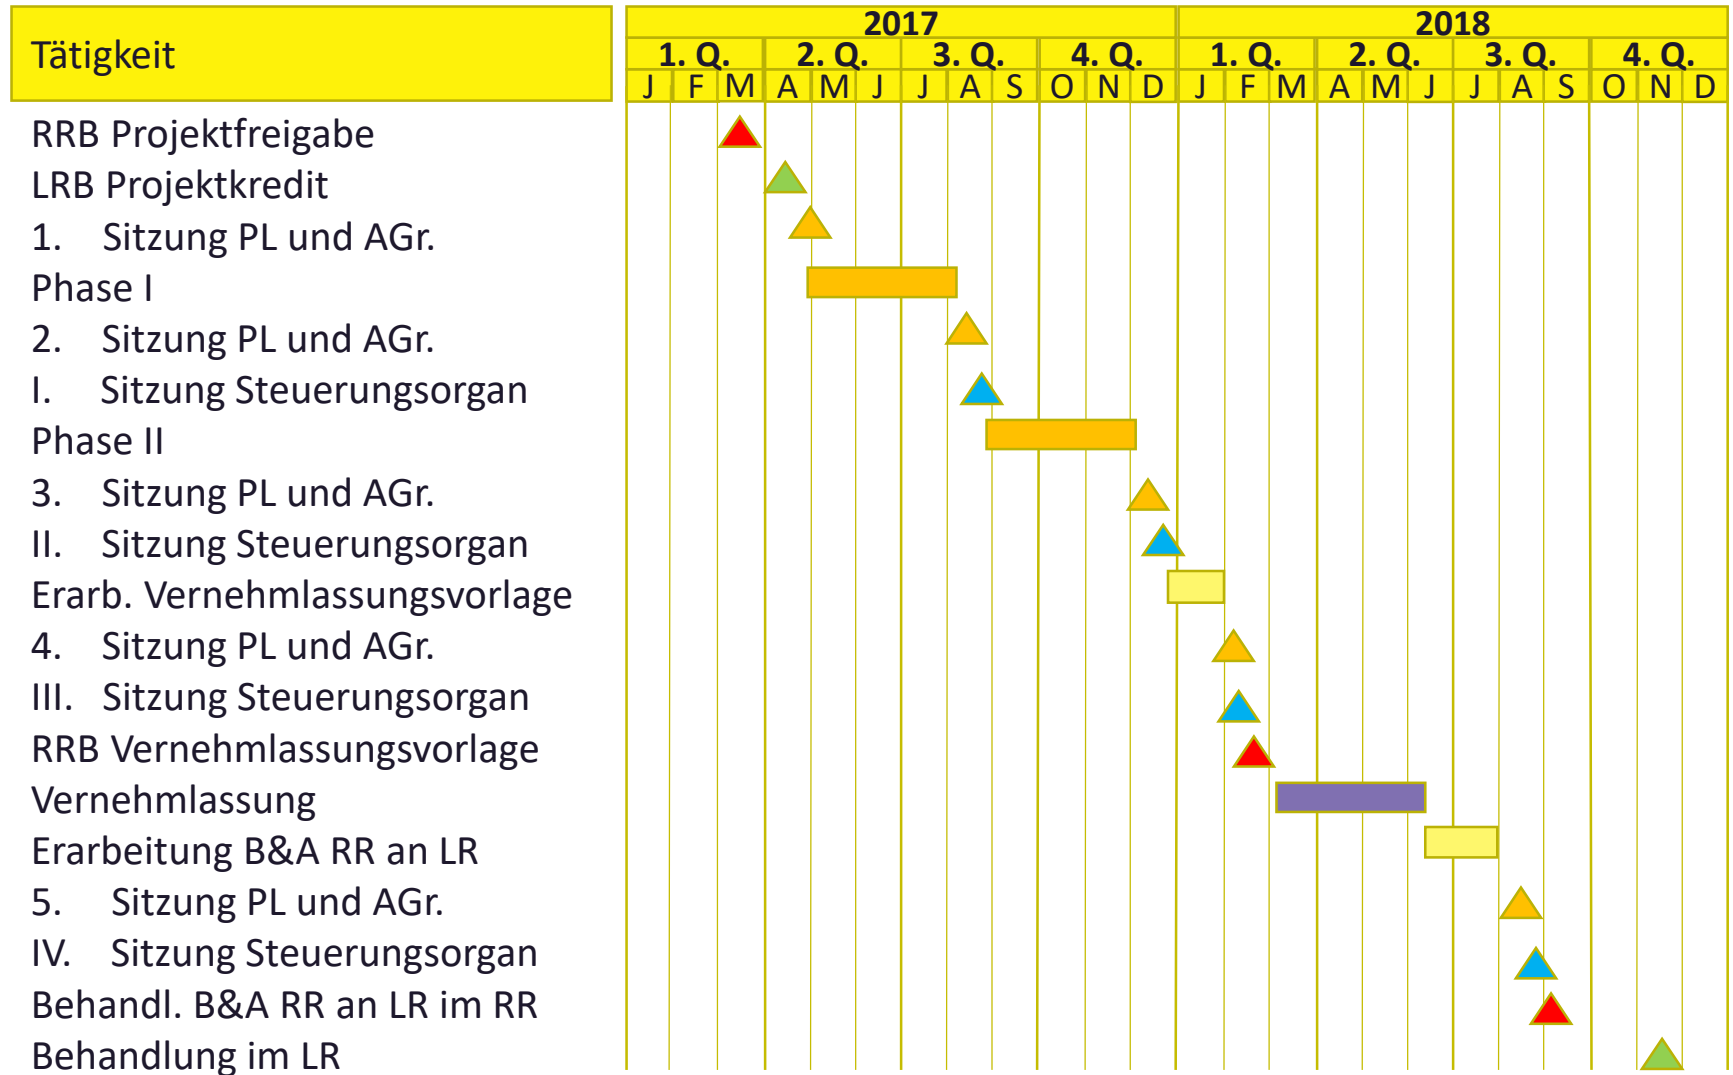 Tätigkeit
2017 2018
1. Q. 2. Q. 3. Q. 4. Q. 1. Q. 2. Q. 3. Q. 4. Q.
J F M A M J J A S O N D J F M A M J J A S O N D
RRB Projektfreigabe
LRB Projektkredit
1. Sitzung PL und AGr.
Phase I
2. Sitzung PL und AGr.
I. Sitzung Steuerungsorgan
Phase II
3. Sitzung PL und AGr.
II. Sitzung Steuerungsorgan
Erarb. Vernehmlassungsvorlage
4. Sitzung PL und AGr.
III. Sitzung Steuerungsorgan
RRB Vernehmlassungsvorlage
Vernehmlassung
Erarbeitung B&A RR an LR
5. Sitzung PL und AGr.
IV. Sitzung Steuerungsorgan
Behandl. B&A RR an LR im RR
Behandlung im LR